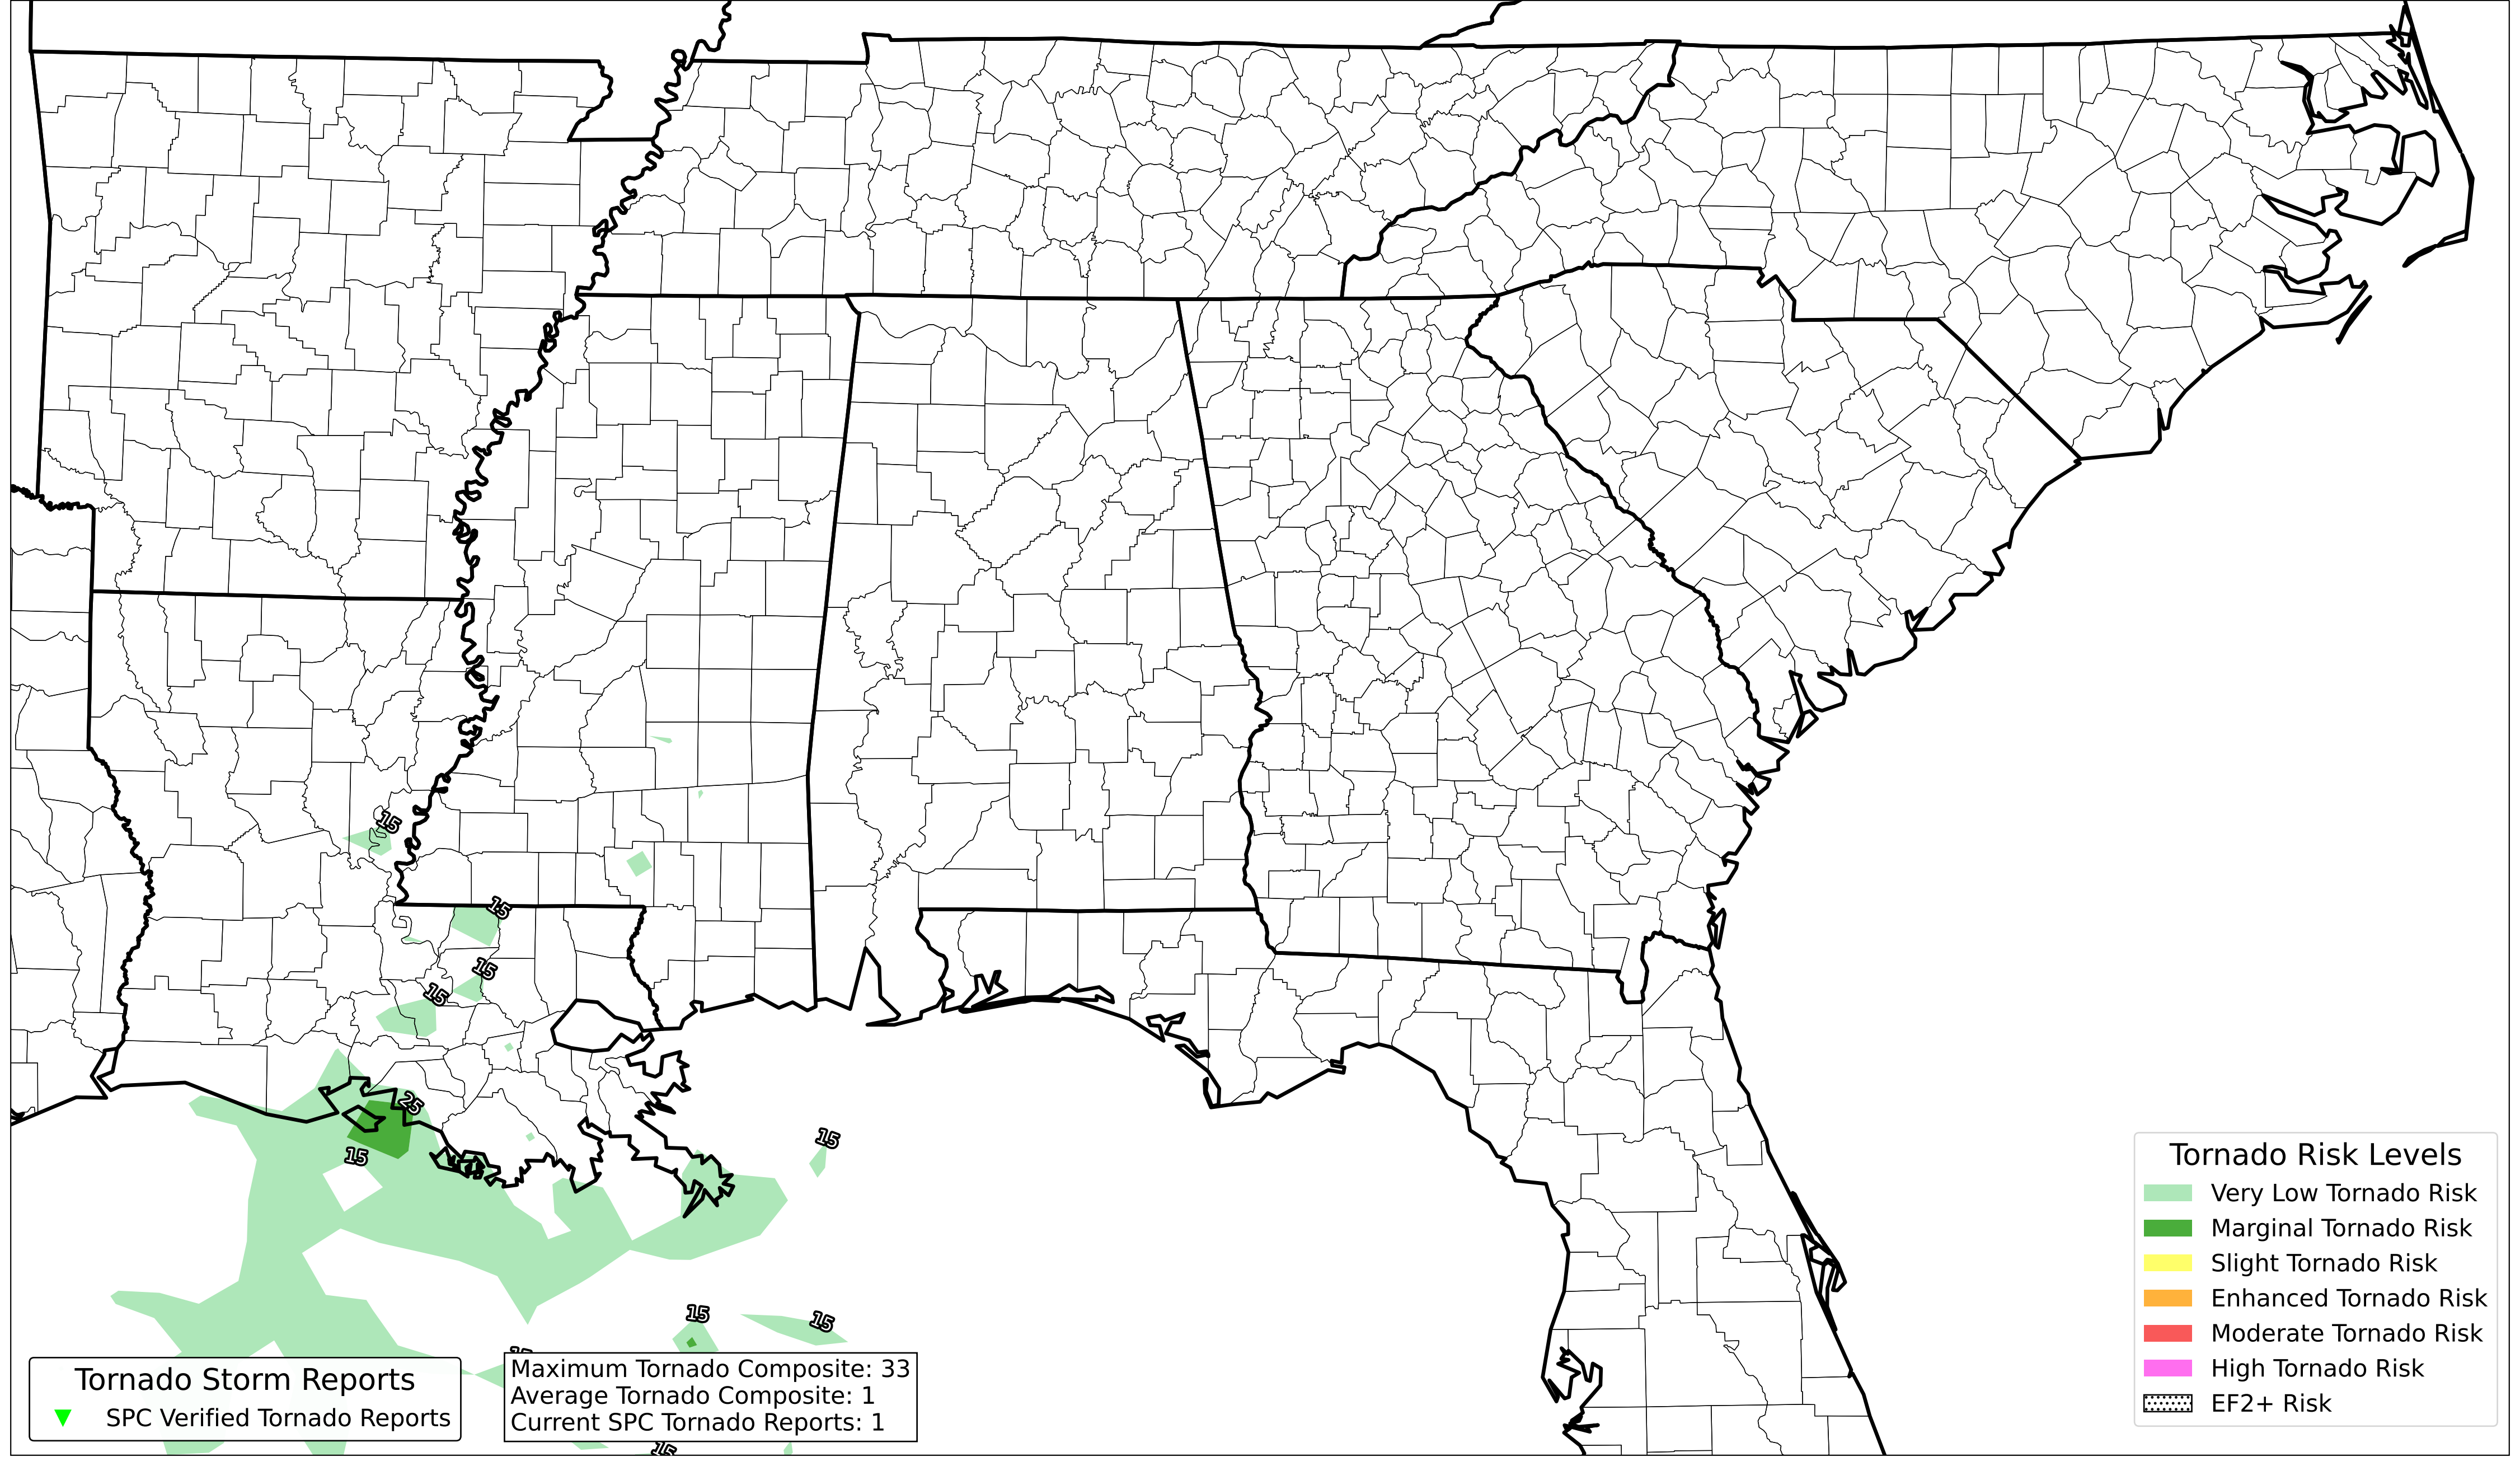 15
15
15
15
25
15
15
15
15
15
15
Tornado Risk Levels
Very Low Tornado Risk
Marginal Tornado Risk
Slight Tornado Risk
Enhanced Tornado Risk
Moderate Tornado Risk
High Tornado Risk
EF2+ Risk
Tornado Storm Reports
SPC Verified Tornado Reports
Maximum Tornado Composite: 33
Average Tornado Composite: 1
Current SPC Tornado Reports: 1